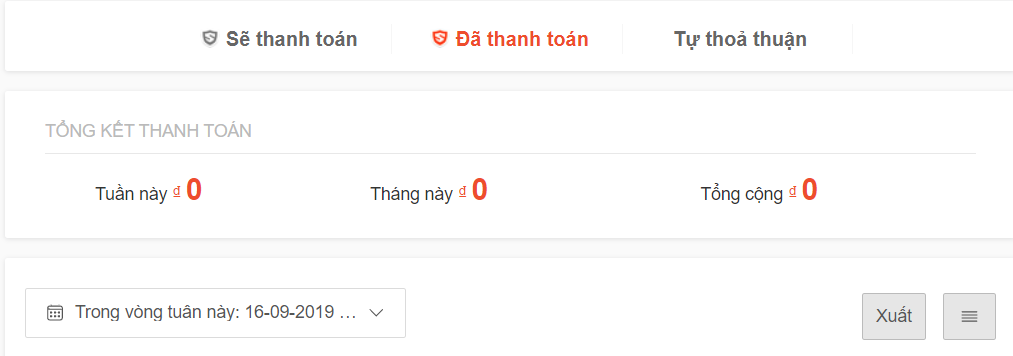 Sẽ thanh toán Đã thanh toán Tự thoả thuận
TỔNG KẾT THANH TOÁN
Tuần này ₫ 0 Tháng này ₫ 0 Tổng cộng ₫ 0
Trong vòng tuân này: 16-09-2019 ... Xuất